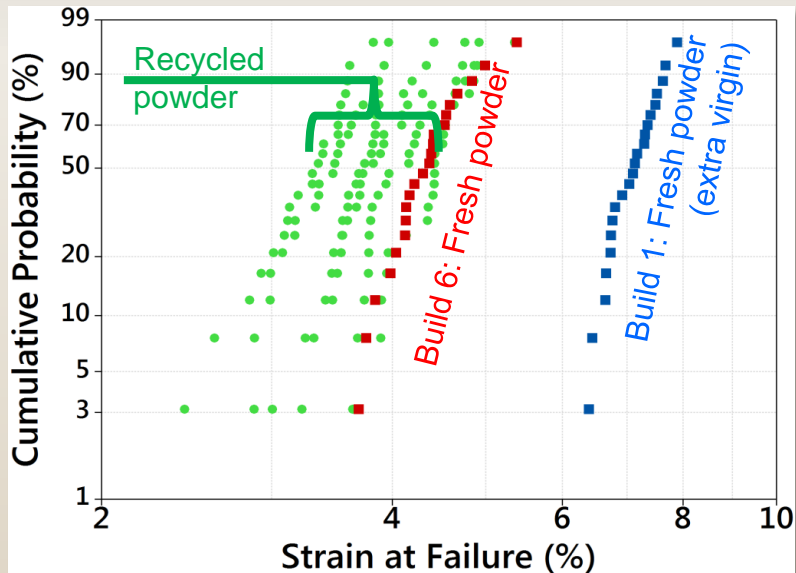 99
90
70
50
20
10
5
3
1
Cumulative Probability (%)
Recycled
powder
Build 6: Fresh powder
Build 1: Fresh powder
(extra virgin)
2
4
6
8
10
Strain at Failure (%)